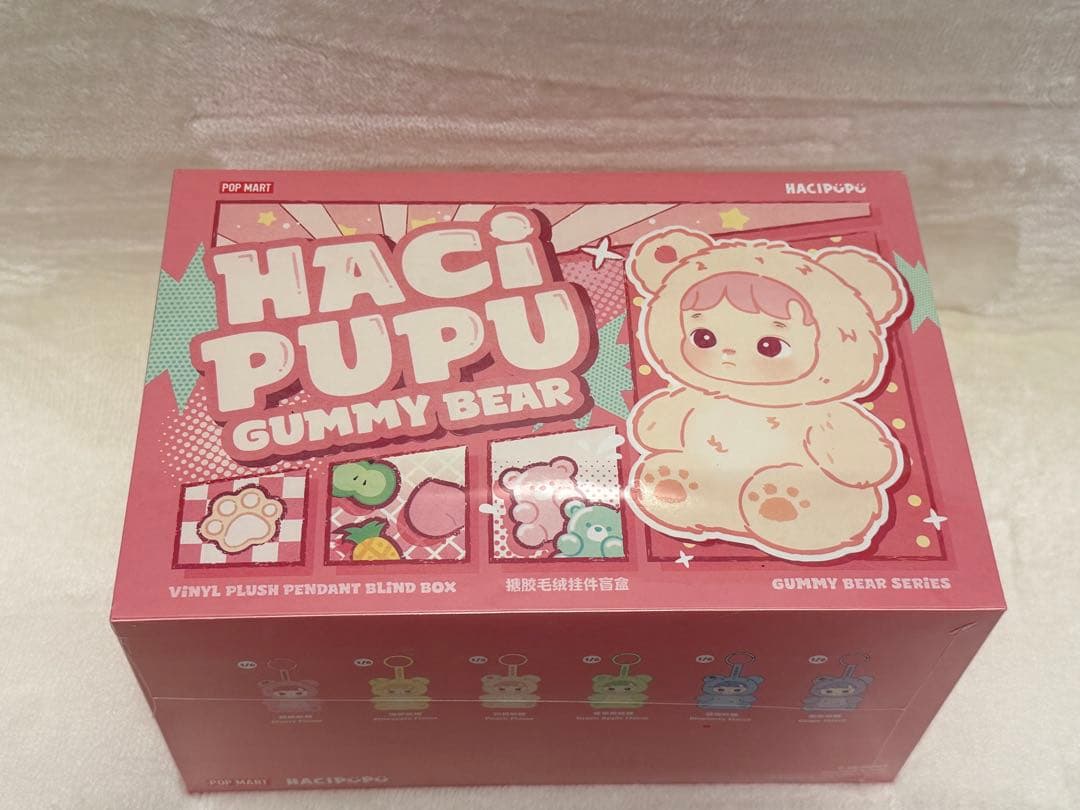 POP MART
HACIPUPU
HACI
PUPU
GUMMY BEAR
VINYL PLUSH PENDANT BLIND BOX
搪胶毛绒挂件盲盒
GUMMY BEAR SERIES
POP MART
HACIPUPU